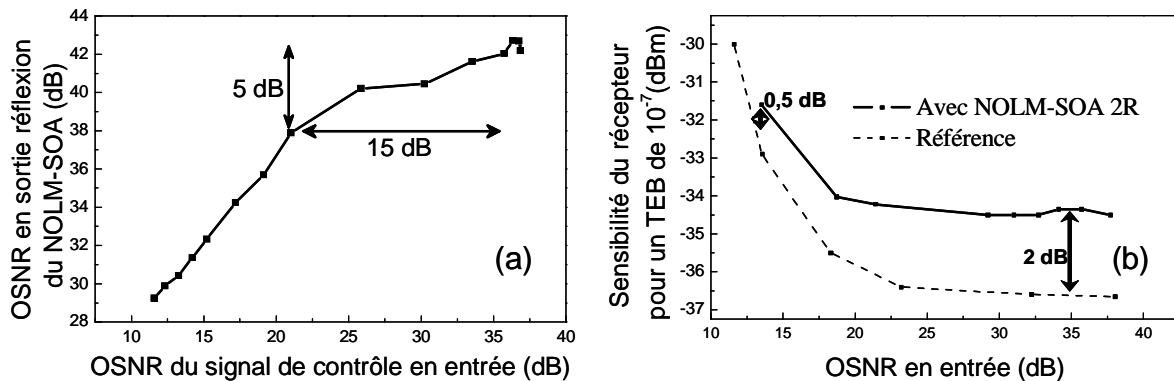 OSNR en sortie réflexion
du NOLM-SOA (dB)
44
42
40
38
36
34
32
30
28
5 dB
15 dB
(a)
10 15 20 25 30 35 40
OSNR du signal de contrôle en entrée (dB)
Sensibilité du récepteur
pour un TEB de 10⁻⁷(dBm)
-30
-31
-32
-34
-35
-36
-37
0,5 dB
Avec NOLM-SOA 2R
Référence
2 dB
(b)
10 15 20 25 30 35 40
OSNR en entrée (dB)